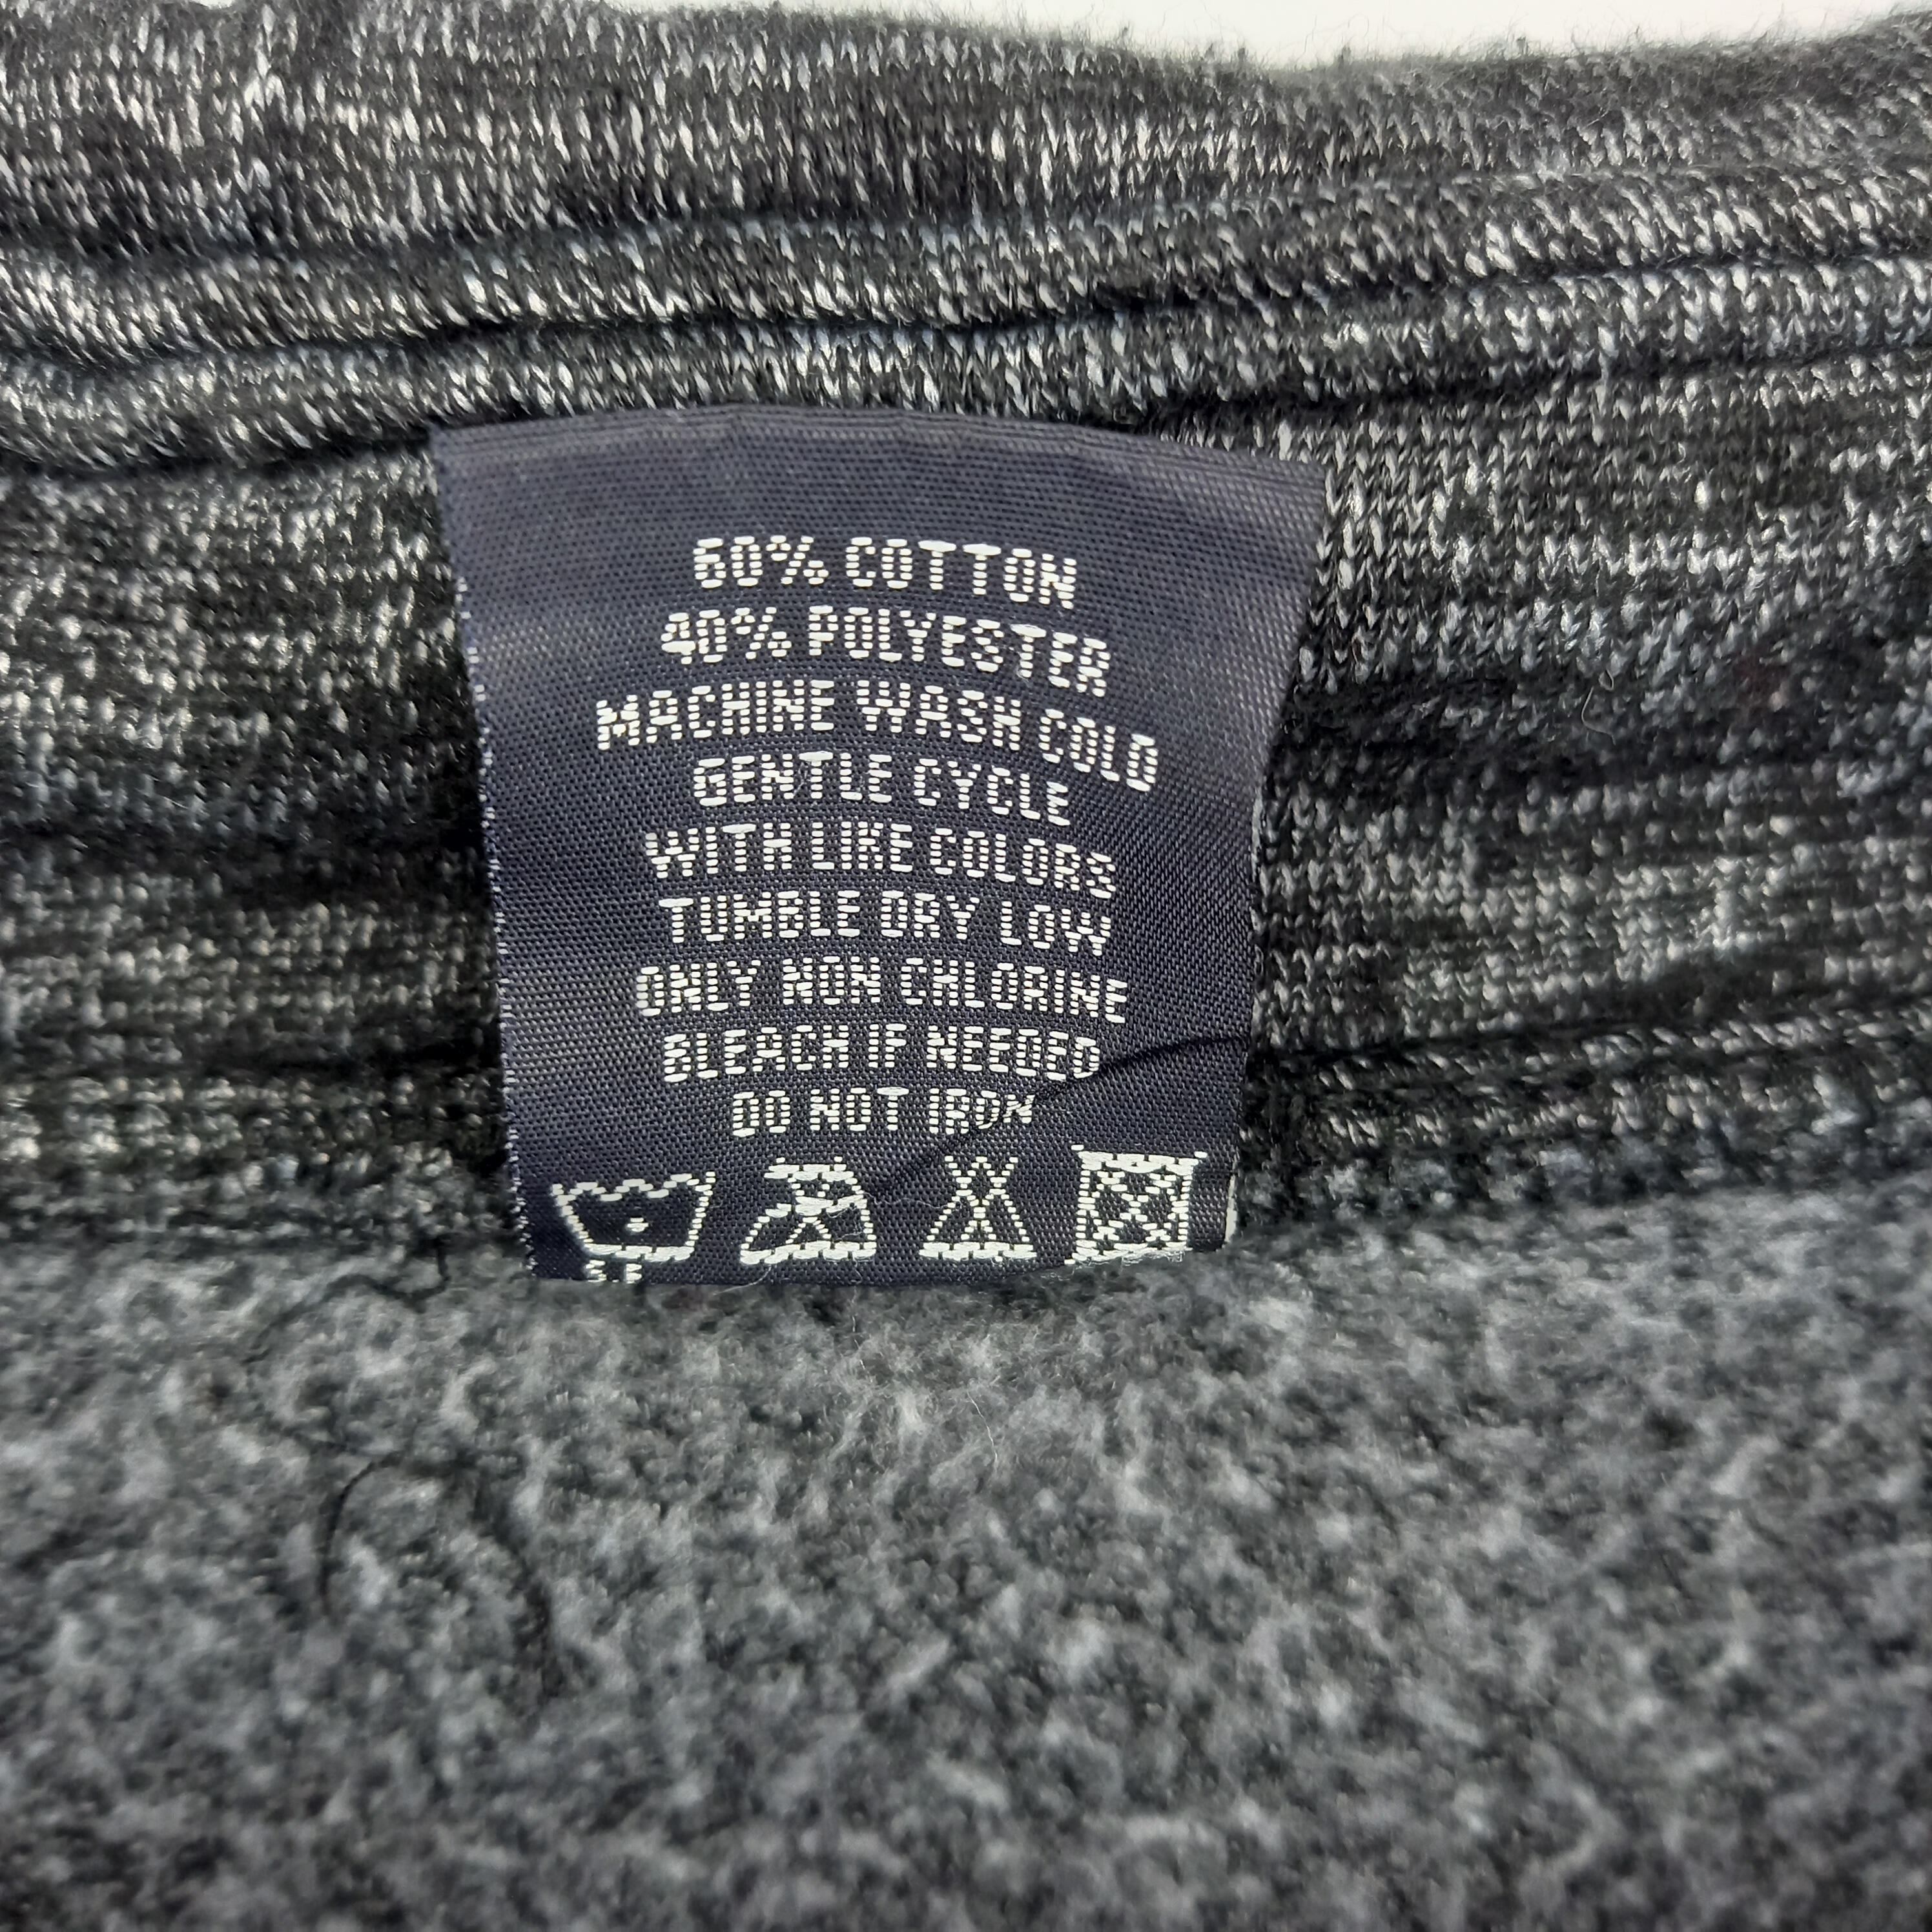 60% COTTON
40% POLYESTER
MACHINE WASH COLD
GENTLE CYCLE
WITH LIKE COLORS
TUMBLE DRY LOW
ONLY NON CHLORINE
BLEACH IF NEEDED
DO NOT IRON